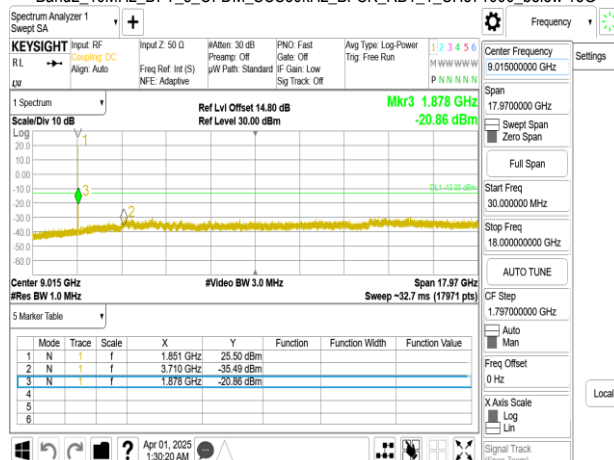 Spectrum Analyzer 1
Swept SA
Frequency
KEYSIGHT
RL
Input: RF
Coupling: DC
Align: Auto
Input Z: 50 Ω
Freq Ref: Int (S)
NFE: Adaptive
#Atten: 30 dB
Preamp: Off
µW Path: Standard
PNO: Fast
Gate: Off
IF Gain: Low
Sig Track: Off
Avg Type: Log-Power
Trig: Free Run
1 2 3 4 5 6
M W W W W W
P N N N N N
1 Spectrum
Scale/Div 10 dB
Ref Lvl Offset 14.80 dB
Ref Level 30.00 dBm
Mkr3 1.878 GHz
-20.86 dBm
Log
20.0
10.0
0.00
-10.0
-20.0
-30.0
-40.0
-50.0
-60.0
1
2
3
DL1 -13.00 dBm
Center 9.015 GHz
#Res BW 1.0 MHz
#Video BW 3.0 MHz
Span 17.97 GHz
Sweep ~32.7 ms (17971 pts)
5 Marker Table
Mode Trace Scale X Y Function Function Width Function Value
1 N 1 f 1.851 GHz 25.50 dBm
2 N 1 f 3.710 GHz -35.49 dBm
3 N 1 f 1.878 GHz -20.86 dBm
4
5
6
Apr 01, 2025
1:30:20 AM
Center Frequency
9.015000000 GHz
Settings
Span
17.9700000 GHz
Swept Span
Zero Span
Full Span
Start Freq
30.000000 MHz
Stop Freq
18.000000000 GHz
AUTO TUNE
CF Step
1.797000000 GHz
Auto
Man
Freq Offset
0 Hz
X Axis Scale
Log
Lin
Local
Signal Track